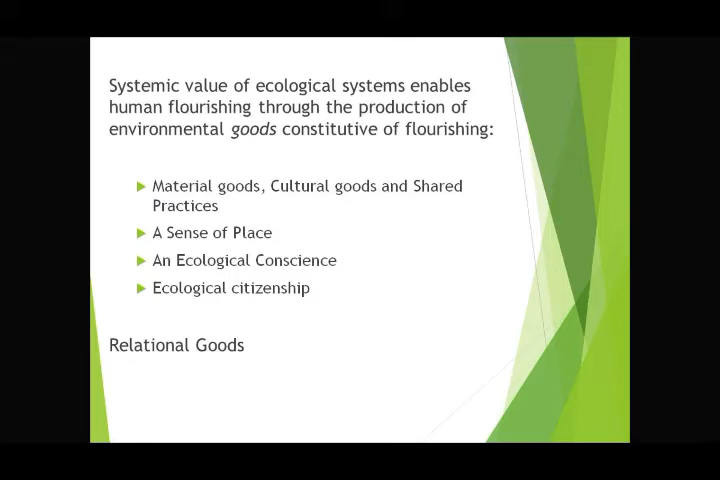 Systemic value of ecological systems enables
human flourishing through the production of
environmental goods constitutive of flourishing:
Material goods, Cultural goods and Shared
Practices
A Sense of Place
An Ecological Conscience
Ecological citizenship
Relational Goods